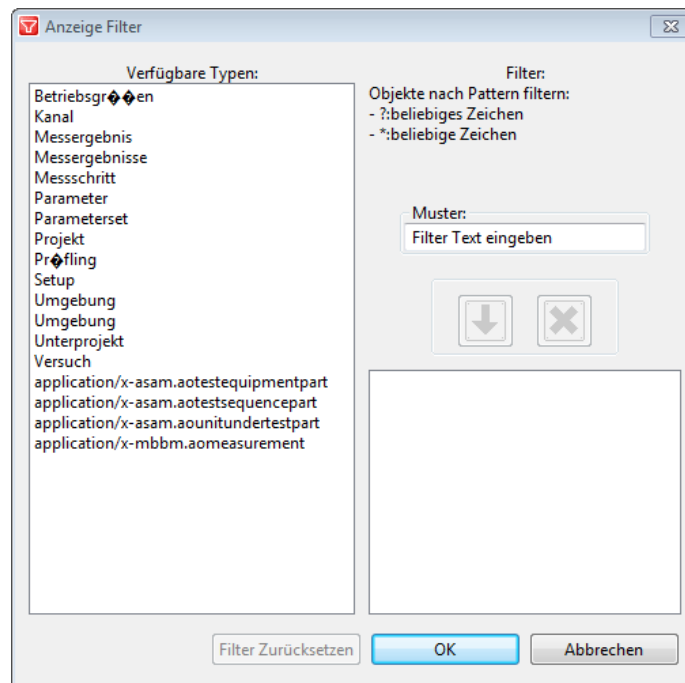 Anzeige Filter
Verfügbare Typen:
Betriebsgr��en
Kanal
Messergebnis
Messergebnisse
Messschritt
Parameter
Parameterset
Projekt
Pr�fling
Setup
Umgebung
Umgebung
Unterprojekt
Versuch
application/x-asam.aotestequipmentpart
application/x-asam.aotestsequencepart
application/x-asam.aounitundertestpart
application/x-mbbm.aomeasurement
Filter:
Objekte nach Pattern filtern:
- ?:beliebiges Zeichen
- *:beliebige Zeichen
Muster:
Filter Text eingeben
Filter Zurücksetzen
OK
Abbrechen